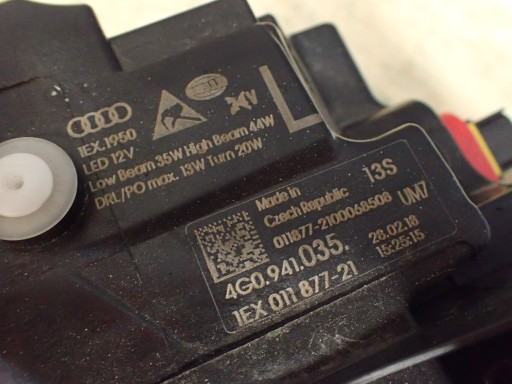 1EX.1950
LED 12V
Low Beam 35W High Beam 44W
DRL/PO max. 13W Turn 20W
L
Made in
Czech Republic
13S
011877-2100068508
UM7
4G0.941.035.
28.02.18
1EX 011 877-21
15:25:15